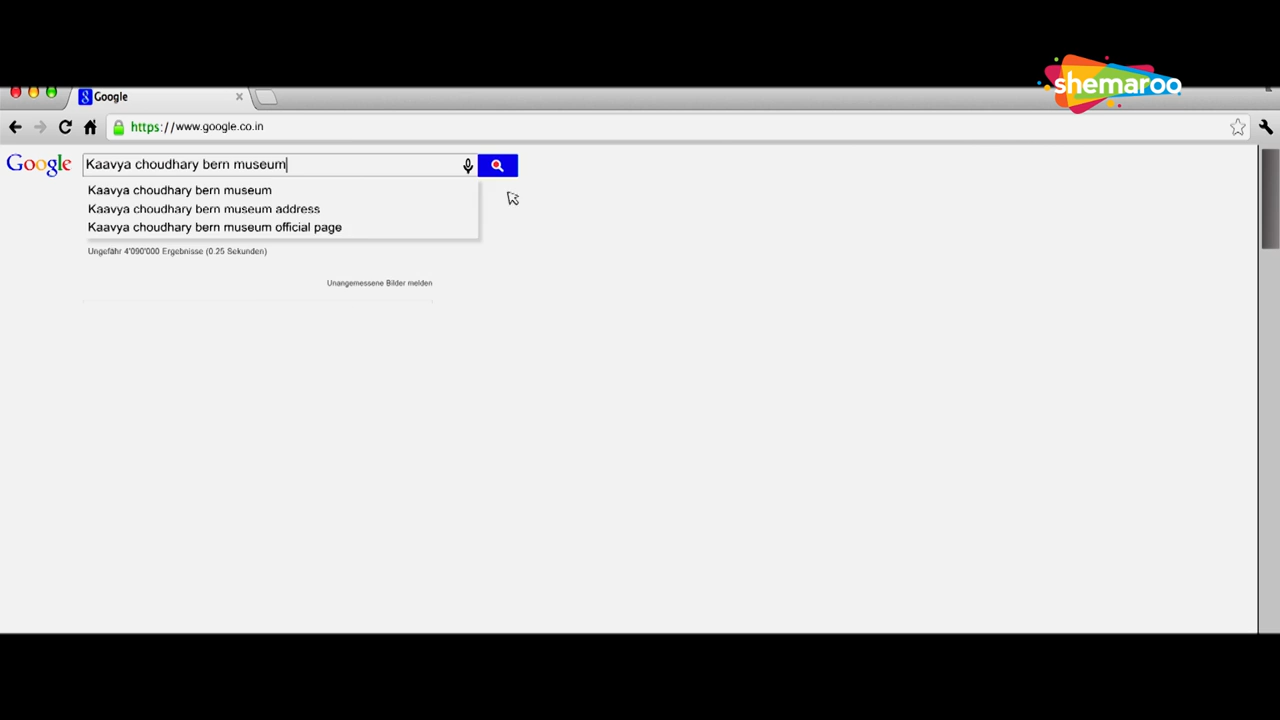 shemaroo
Google
https://www.google.co.in
Google Kaavya choudhary bern museum
Kaavya choudhary bern museum
Kaavya choudhary bern museum address
Kaavya choudhary bern museum official page
Ungefähr 4'090'000 Ergebnisse (0.25 Sekunden)
Unangemessene Bilder melden